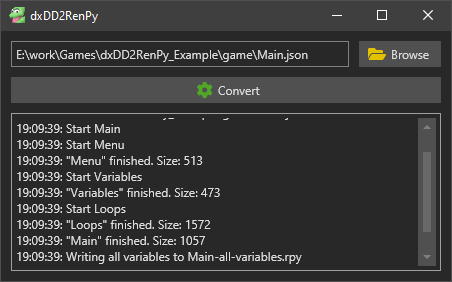 dxDD2RenPy
E:\work\Games\dxDD2RenPy_Example\game\Main.json
Browse
Convert
19:09:39: Start Main
19:09:39: Start Menu
19:09:39: "Menu" finished. Size: 513
19:09:39: Start Variables
19:09:39: "Variables" finished. Size: 473
19:09:39: Start Loops
19:09:39: "Loops" finished. Size: 1572
19:09:39: "Main" finished. Size: 1057
19:09:39: Writing all variables to Main-all-variables.rpy